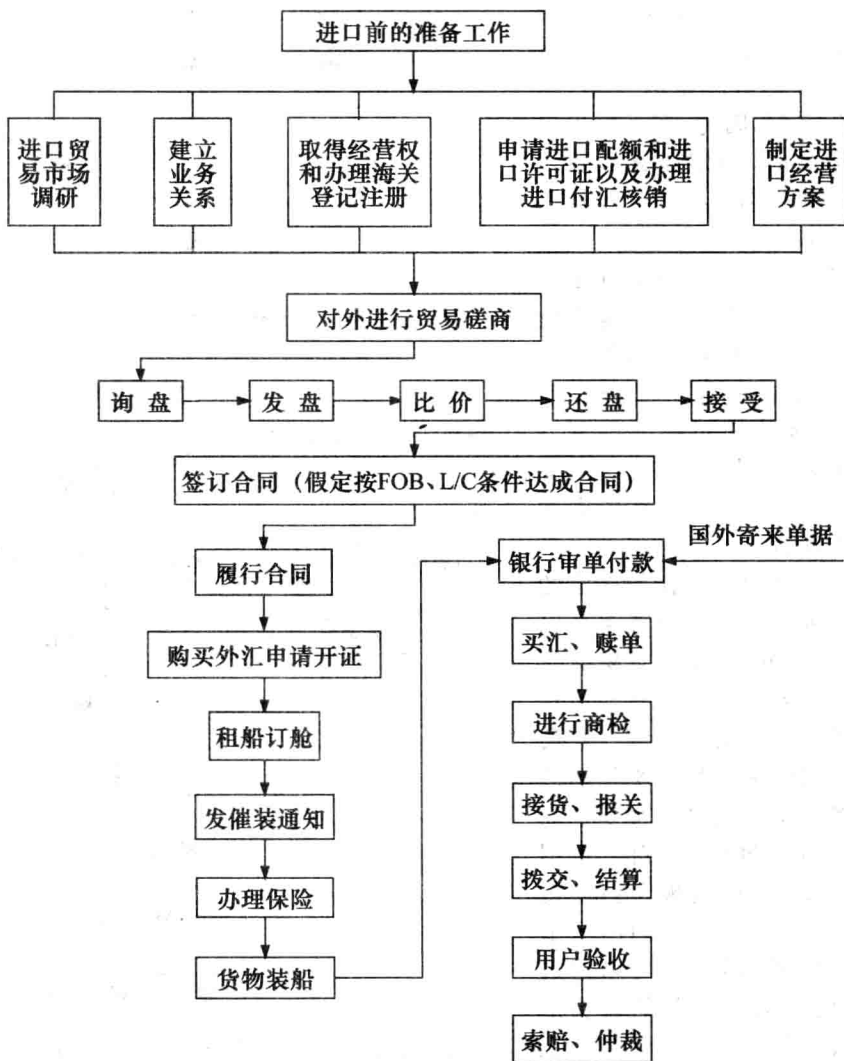 进口前的准备工作
进口贸
易市场
调研
建立
业务
关系
取得经营权
和办理海关
登记注册
申请进口配额和进
口许可证以及办理
进口付汇核销
制定进
口经营
方案
对外进行贸易磋商
询盘
发盘
比价
还盘
接受
签订合同（假定按FOB、L/C条件达成合同）
履行合同
购买外汇申请开证
租船订舱
发催装通知
办理保险
货物装船
国外寄来单据
银行审单付款
买汇、赎单
进行商检
接货、报关
拨交、结算
用户验收
索赔、仲裁